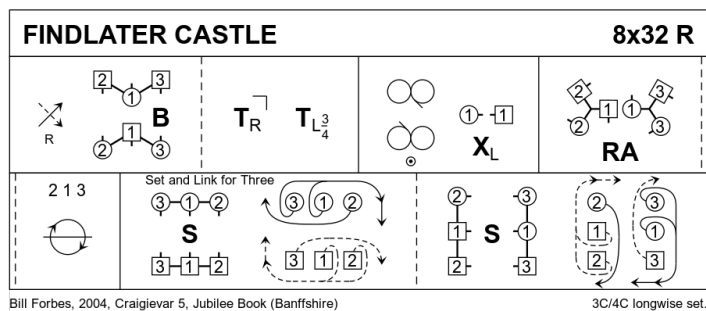 FINDLATER CASTLE 8x32 R
2 3 1 B 1 2 3 R
T R T L 3/4
1 1 X L
2 3 1 1 2 3 RA
2 1 3
Set and Link for Three
3 1 2 S 3 1 2
3 1 2 3 1 2
2 3 1 S 1 2 3
2 3 1 1 2 3
Bill Forbes, 2004, Craigievar 5, Jubilee Book (Banffshire) 3C/4C longwise set.